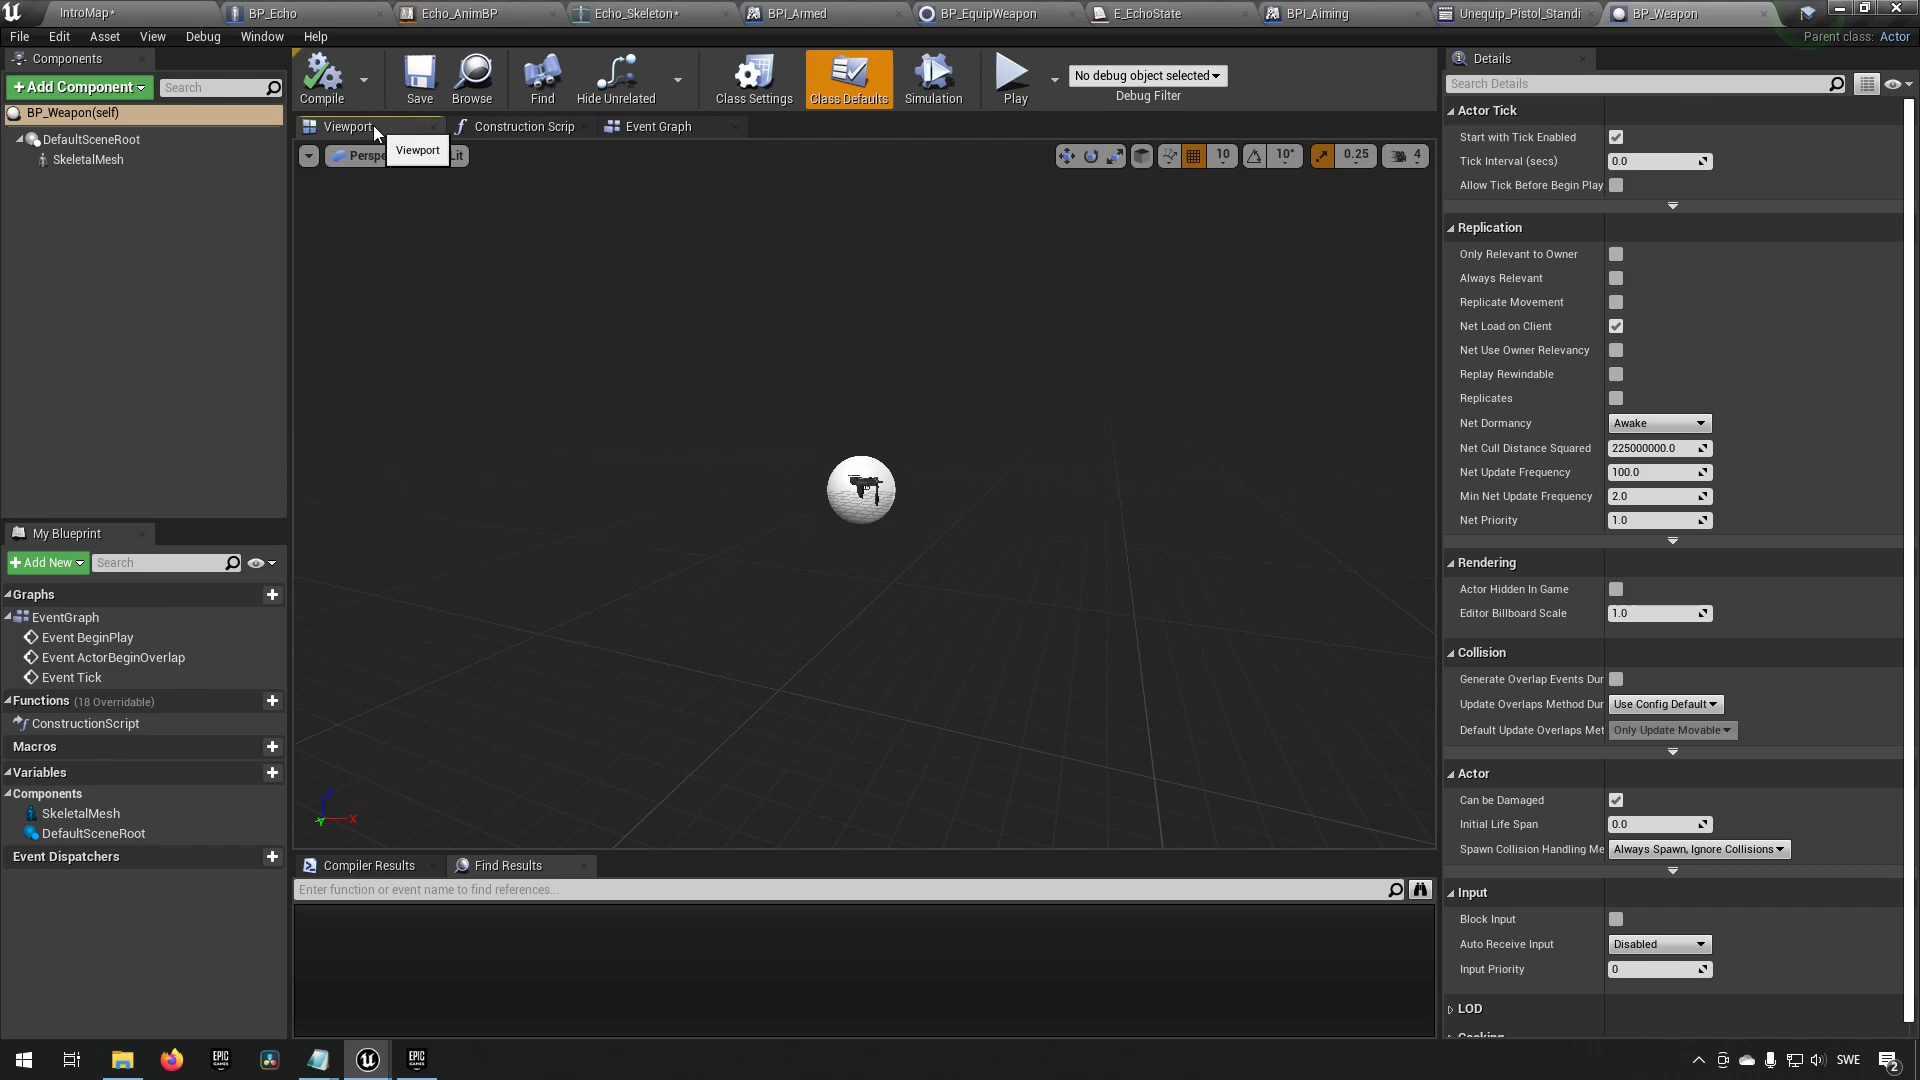 IntroMap*
BP_Echo
Echo_AnimBP
Echo_Skeleton*
BPI_Armed
BP_EquipWeapon
E_EchoState
BPI_Aiming
Unequip_Pistol_Standi
BP_Weapon
File Edit Asset View Debug Window Help
Parent class: Actor
Components
+Add Component
Search
BP_Weapon(self)
DefaultSceneRoot
SkeletalMesh
Compile
Save
Browse
Find
Hide Unrelated
Class Settings
Class Defaults
Simulation
Play
No debug object selected
Debug Filter
Viewport
Construction Scrip
Event Graph
Viewport
Perspe
Lit
10
10°
0.25
4
X
My Blueprint
+Add New
Search
Graphs
EventGraph
Event BeginPlay
Event ActorBeginOverlap
Event Tick
Functions (18 Overridable)
ConstructionScript
Macros
Variables
Components
SkeletalMesh
DefaultSceneRoot
Event Dispatchers
Compiler Results
Find Results
Enter function or event name to find references...
Details
Search Details
Actor Tick
Start with Tick Enabled
Tick Interval (secs) 0.0
Allow Tick Before Begin Play
Replication
Only Relevant to Owner
Always Relevant
Replicate Movement
Net Load on Client
Net Use Owner Relevancy
Replay Rewindable
Replicates
Net Dormancy Awake
Net Cull Distance Squared 225000000.0
Net Update Frequency 100.0
Min Net Update Frequency 2.0
Net Priority 1.0
Rendering
Actor Hidden In Game
Editor Billboard Scale 1.0
Collision
Generate Overlap Events Dur
Update Overlaps Method Dur Use Config Default
Default Update Overlaps Met Only Update Movable
Actor
Can be Damaged
Initial Life Span 0.0
Spawn Collision Handling Me Always Spawn, Ignore Collisions
Input
Block Input
Auto Receive Input Disabled
Input Priority 0
LOD
EPIC GAMES
EPIC GAMES
SWE
2